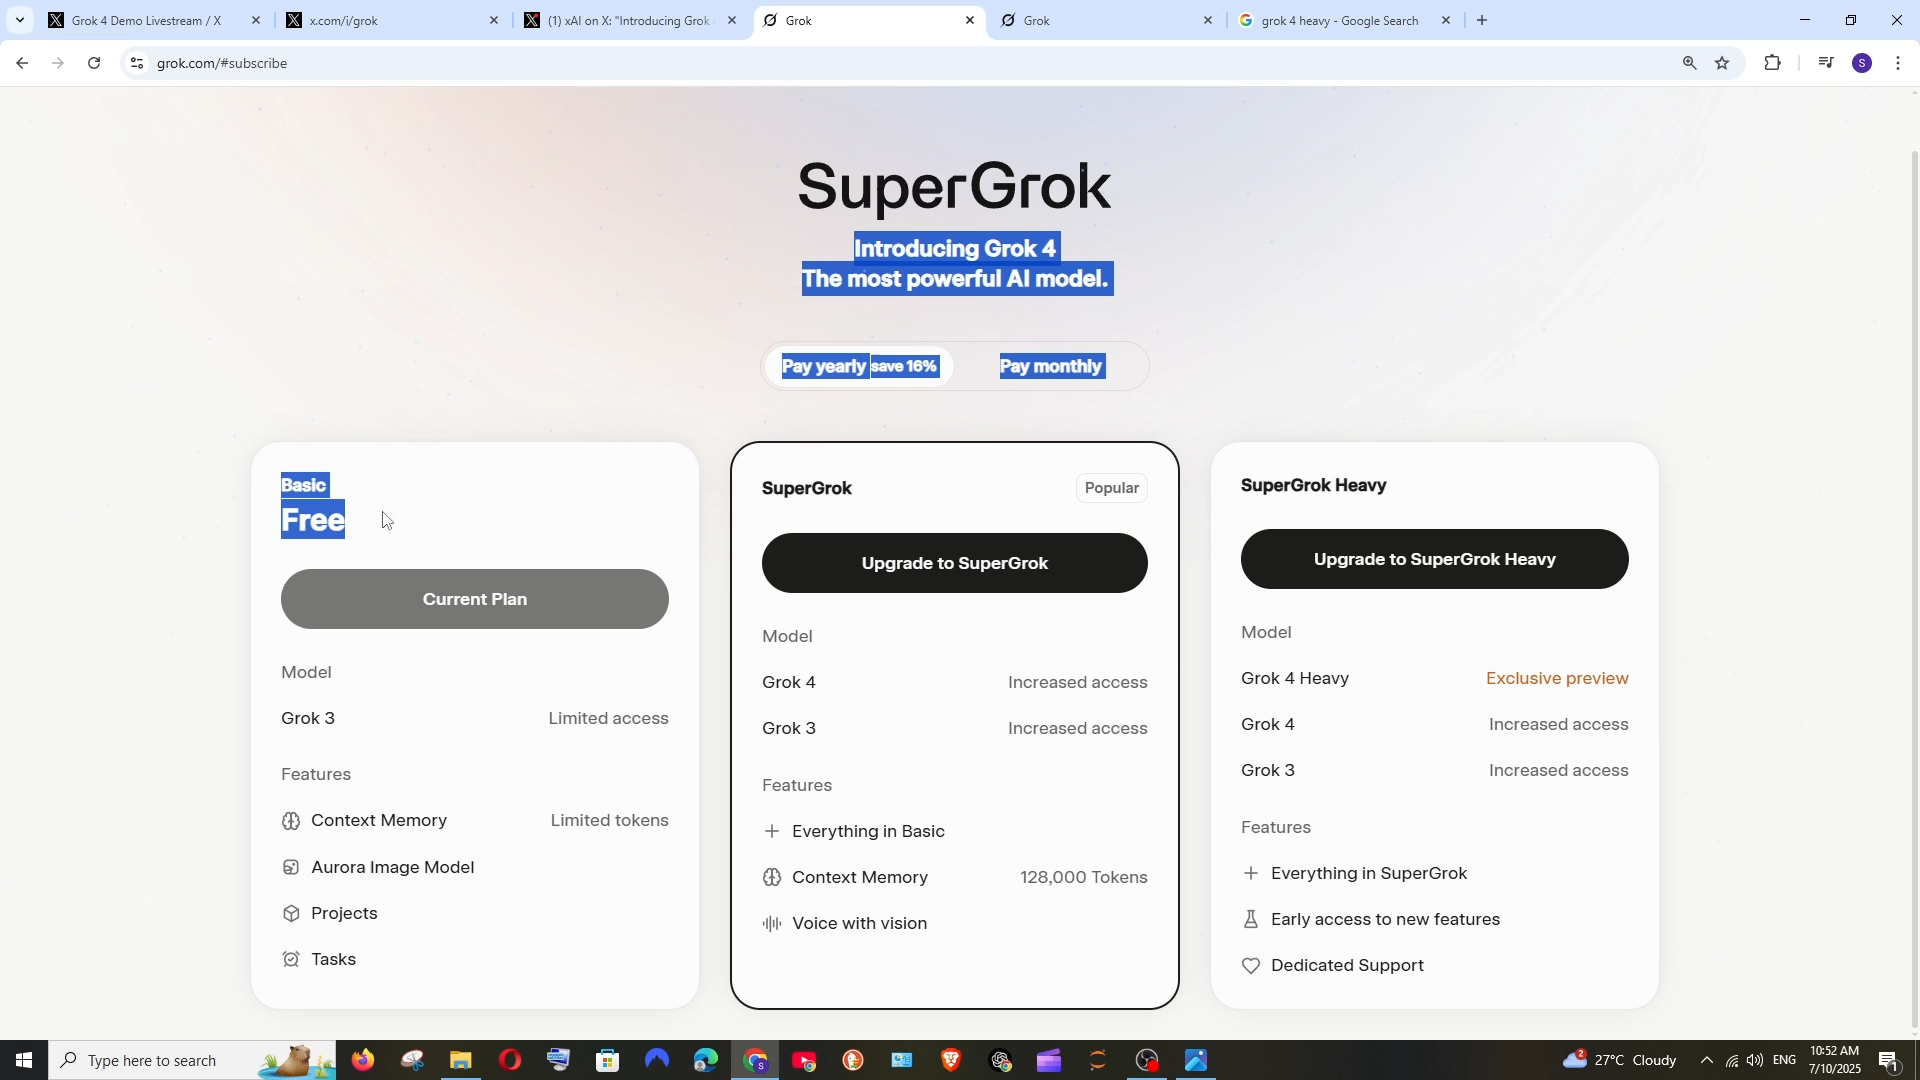 Grok 4 Demo Livestream / X
x.com/i/grok
(1) xAI on X: "Introducing Grok
Grok
Grok
grok 4 heavy - Google Search
grok.com/#subscribe
S
SuperGrok
Introducing Grok 4
The most powerful AI model.
Pay yearly save 16%
Pay monthly
Basic
Free
Current Plan
Model
Grok 3 Limited access
Features
Context Memory Limited tokens
Aurora Image Model
Projects
Tasks
SuperGrok Popular
Upgrade to SuperGrok
Model
Grok 4 Increased access
Grok 3 Increased access
Features
Everything in Basic
Context Memory 128,000 Tokens
Voice with vision
SuperGrok Heavy
Upgrade to SuperGrok Heavy
Model
Grok 4 Heavy Exclusive preview
Grok 4 Increased access
Grok 3 Increased access
Features
Everything in SuperGrok
Early access to new features
Dedicated Support
Type here to search
2
27°C Cloudy
ENG
10:52 AM
7/10/2025
1